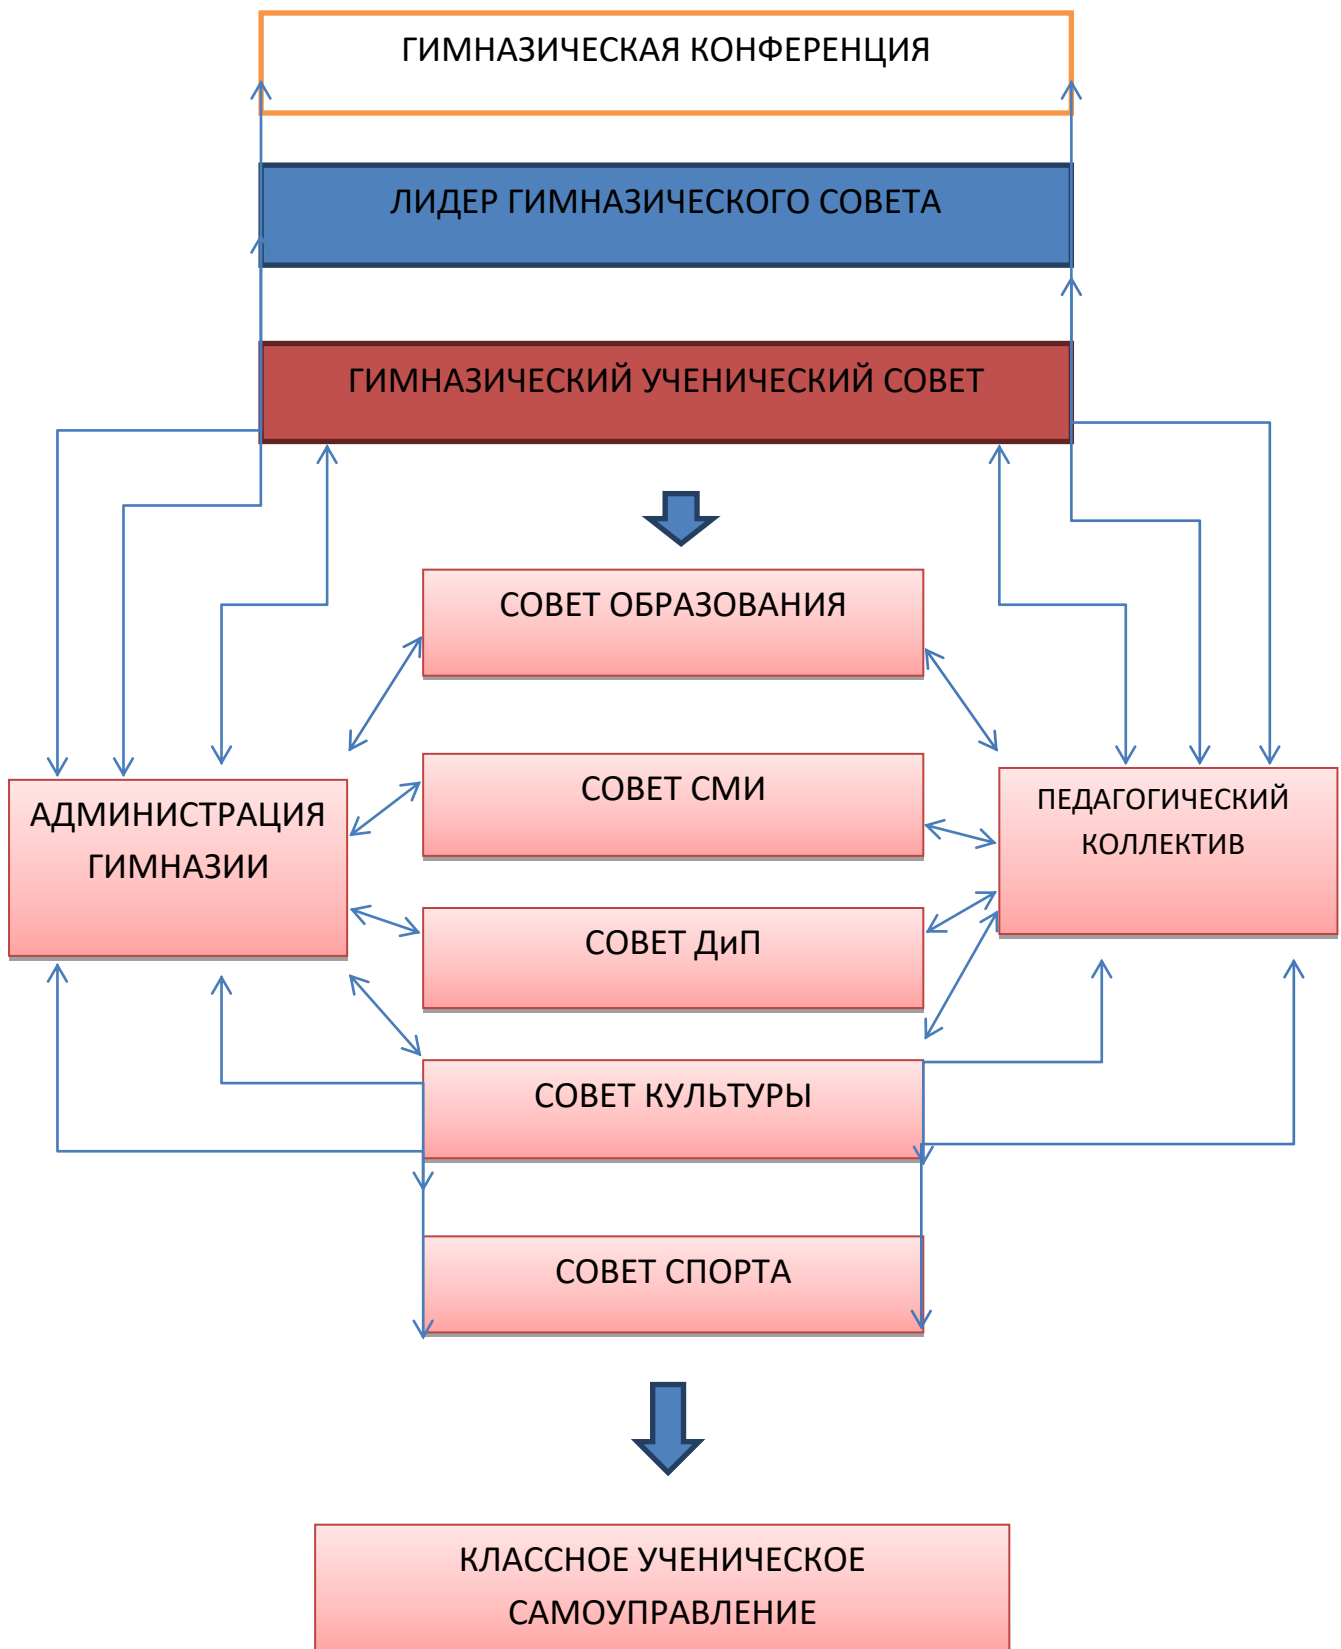 ГИМНАЗИЧЕСКАЯ КОНФЕРЕНЦИЯ
ЛИДЕР ГИМНАЗИЧЕСКОГО СОВЕТА
ГИМНАЗИЧЕСКИЙ УЧЕНИЧЕСКИЙ СОВЕТ
СОВЕТ ОБРАЗОВАНИЯ
СОВЕТ СМИ
АДМИНИСТРАЦИЯ
ГИМНАЗИИ
ПЕДАГОГИЧЕСКИЙ
КОЛЛЕКТИВ
СОВЕТ ДиП
СОВЕТ КУЛЬТУРЫ
СОВЕТ СПОРТА
КЛАССНОЕ УЧЕНИЧЕСКОЕ
САМОУПРАВЛЕНИЕ